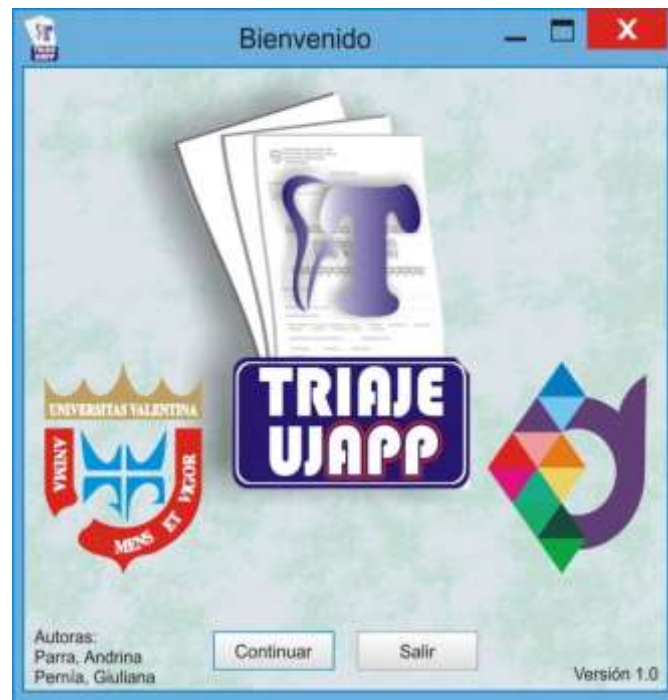 Bienvenido
T
TRIAJE
UJAPP
UNIVERSITAS VALENTINA
ANIMA
MENS ET VIGOR
Autoras:
Parra, Andrina
Pernía, Giuliana
Continuar
Salir
Versión 1.0